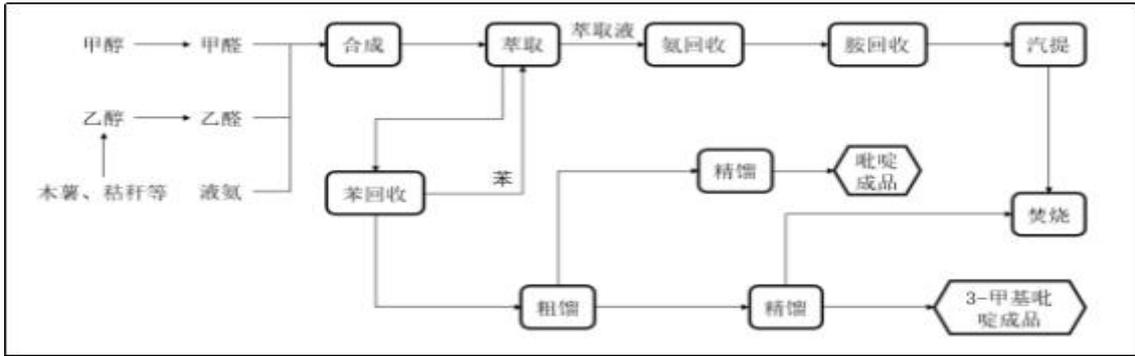 甲醇
甲醛
合成
萃取
萃取液
氨回收
胺回收
汽提
乙醇
乙醛
木薯、秸秆等
液氨
苯回收
苯
精馏
吡啶
成品
焚烧
粗馏
精馏
3-甲基吡
啶成品